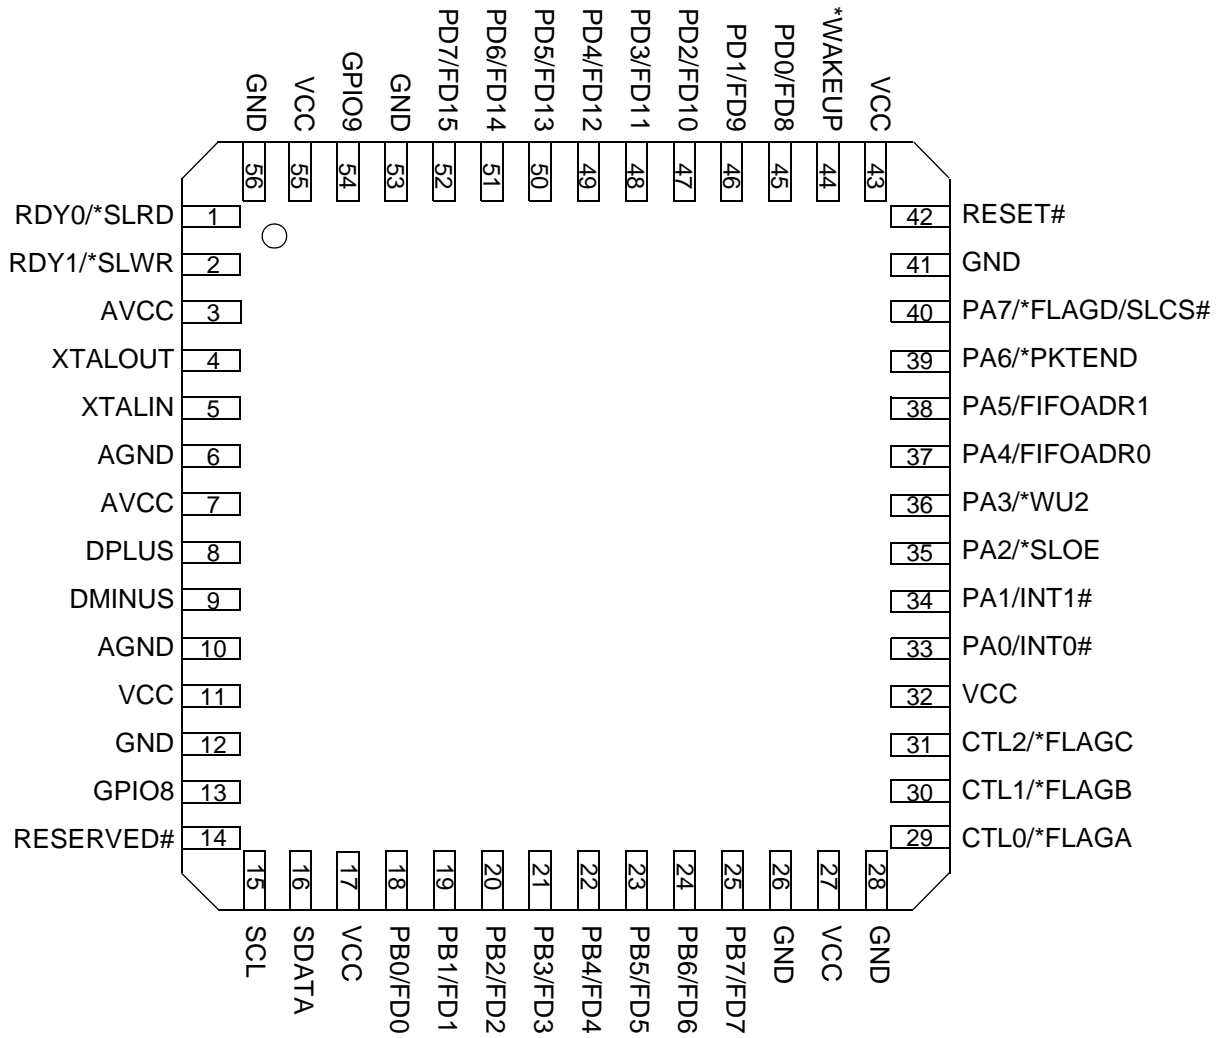 GND
VCC
GPIO9
GND
PD7/FD15
PD6/FD14
PD5/FD13
PD4/FD12
PD3/FD11
PD2/FD10
PD1/FD9
PD0/FD8
*WAKEUP
VCC
56
55
54
53
52
51
50
49
48
47
46
45
44
43
RDY0/*SLRD 1
RDY1/*SLWR 2
AVCC 3
XTALOUT 4
XTALIN 5
AGND 6
AVCC 7
DPLUS 8
DMINUS 9
AGND 10
VCC 11
GND 12
GPIO8 13
RESERVED# 14
42 RESET#
41 GND
40 PA7/*FLAGD/SLCS#
39 PA6/*PKTEND
38 PA5/FIFOADR1
37 PA4/FIFOADR0
36 PA3/*WU2
35 PA2/*SLOE
34 PA1/INT1#
33 PA0/INT0#
32 VCC
31 CTL2/*FLAGC
30 CTL1/*FLAGB
29 CTL0/*FLAGA
15
16
17
18
19
20
21
22
23
24
25
26
27
28
SCL
SDATA
VCC
PB0/FD0
PB1/FD1
PB2/FD2
PB3/FD3
PB4/FD4
PB5/FD5
PB6/FD6
PB7/FD7
GND
VCC
GND